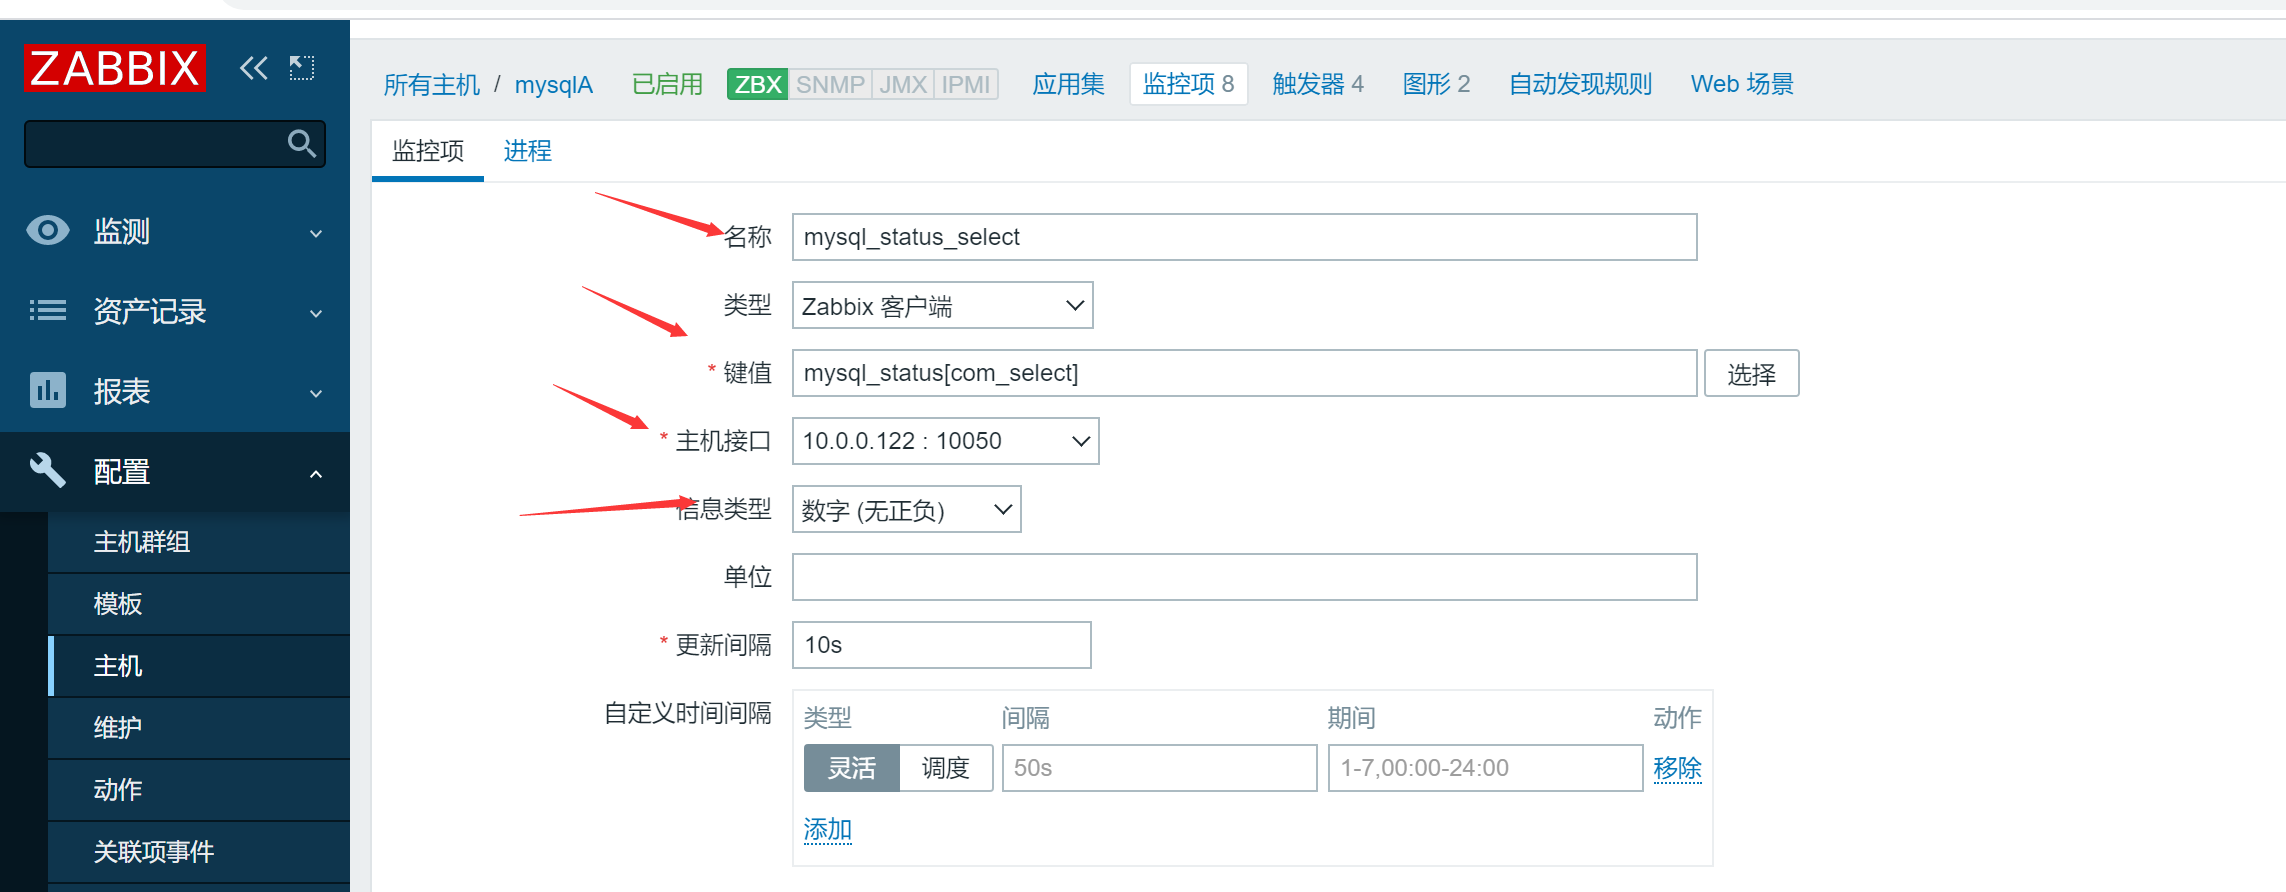 ZABBIX
监测
资产记录
报表
配置
主机群组
模板
主机
维护
动作
关联项事件
所有主机 / mysqlA 已启用 ZBX SNMP JMX IPMI 应用集 监控项 8 触发器 4 图形 2 自动发现规则 Web 场景
监控项 进程
名称 mysql_status_select
类型 Zabbix 客户端
* 键值 mysql_status[com_select] 选择
* 主机接口 10.0.0.122 : 10050
信息类型 数字 (无正负)
单位
* 更新间隔 10s
自定义时间间隔 类型 间隔 期间 动作
灵活 调度 50s 1-7,00:00-24:00 移除
添加